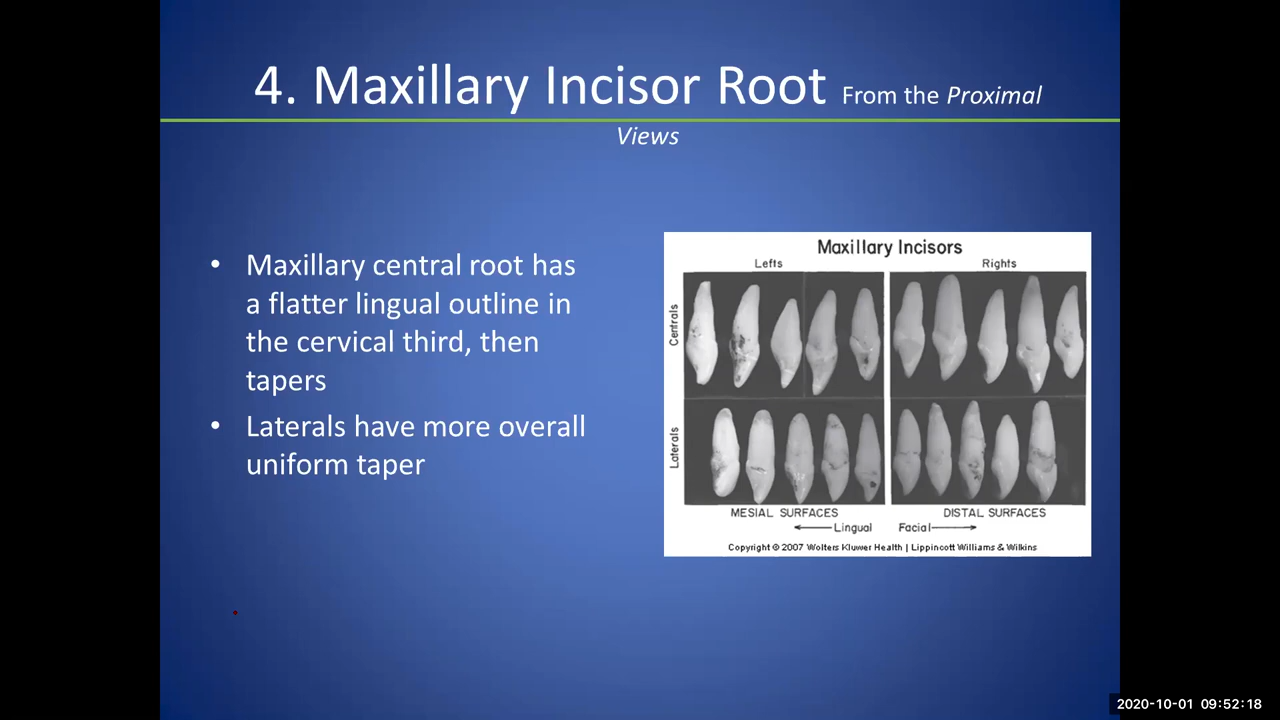 4. Maxillary Incisor Root From the Proximal
Views
• Maxillary central root has
a flatter lingual outline in
the cervical third, then
tapers
• Laterals have more overall
uniform taper
Maxillary Incisors
Lefts
Rights
Centrals
Laterals
MESIAL SURFACES
DISTAL SURFACES
Lingual
Facial
Copyright © 2007 Wolters Kluwer Health | Lippincott Williams & Wilkins
2020-10-01 09:52:18